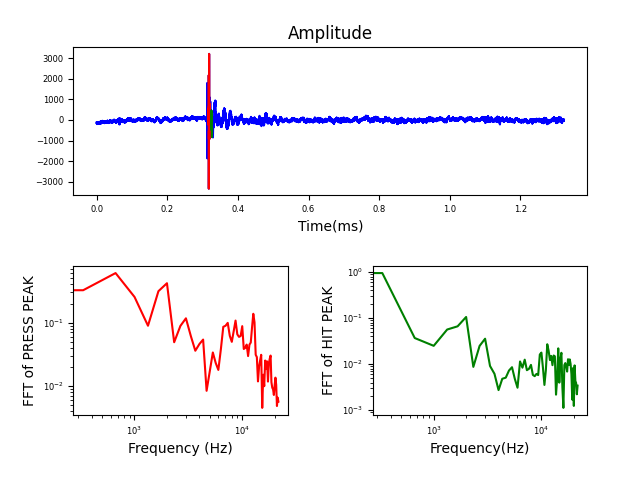 Amplitude
3000
2000
1000
0
−1000
−2000
−3000
0.0 0.2 0.4 0.6 0.8 1.0 1.2
Time(ms)
FFT of PRESS PEAK
10⁻¹
10⁻²
10³ 10⁴
Frequency (Hz)
FFT of HIT PEAK
10⁰
10⁻¹
10⁻²
10⁻³
10³ 10⁴
Frequency(Hz)